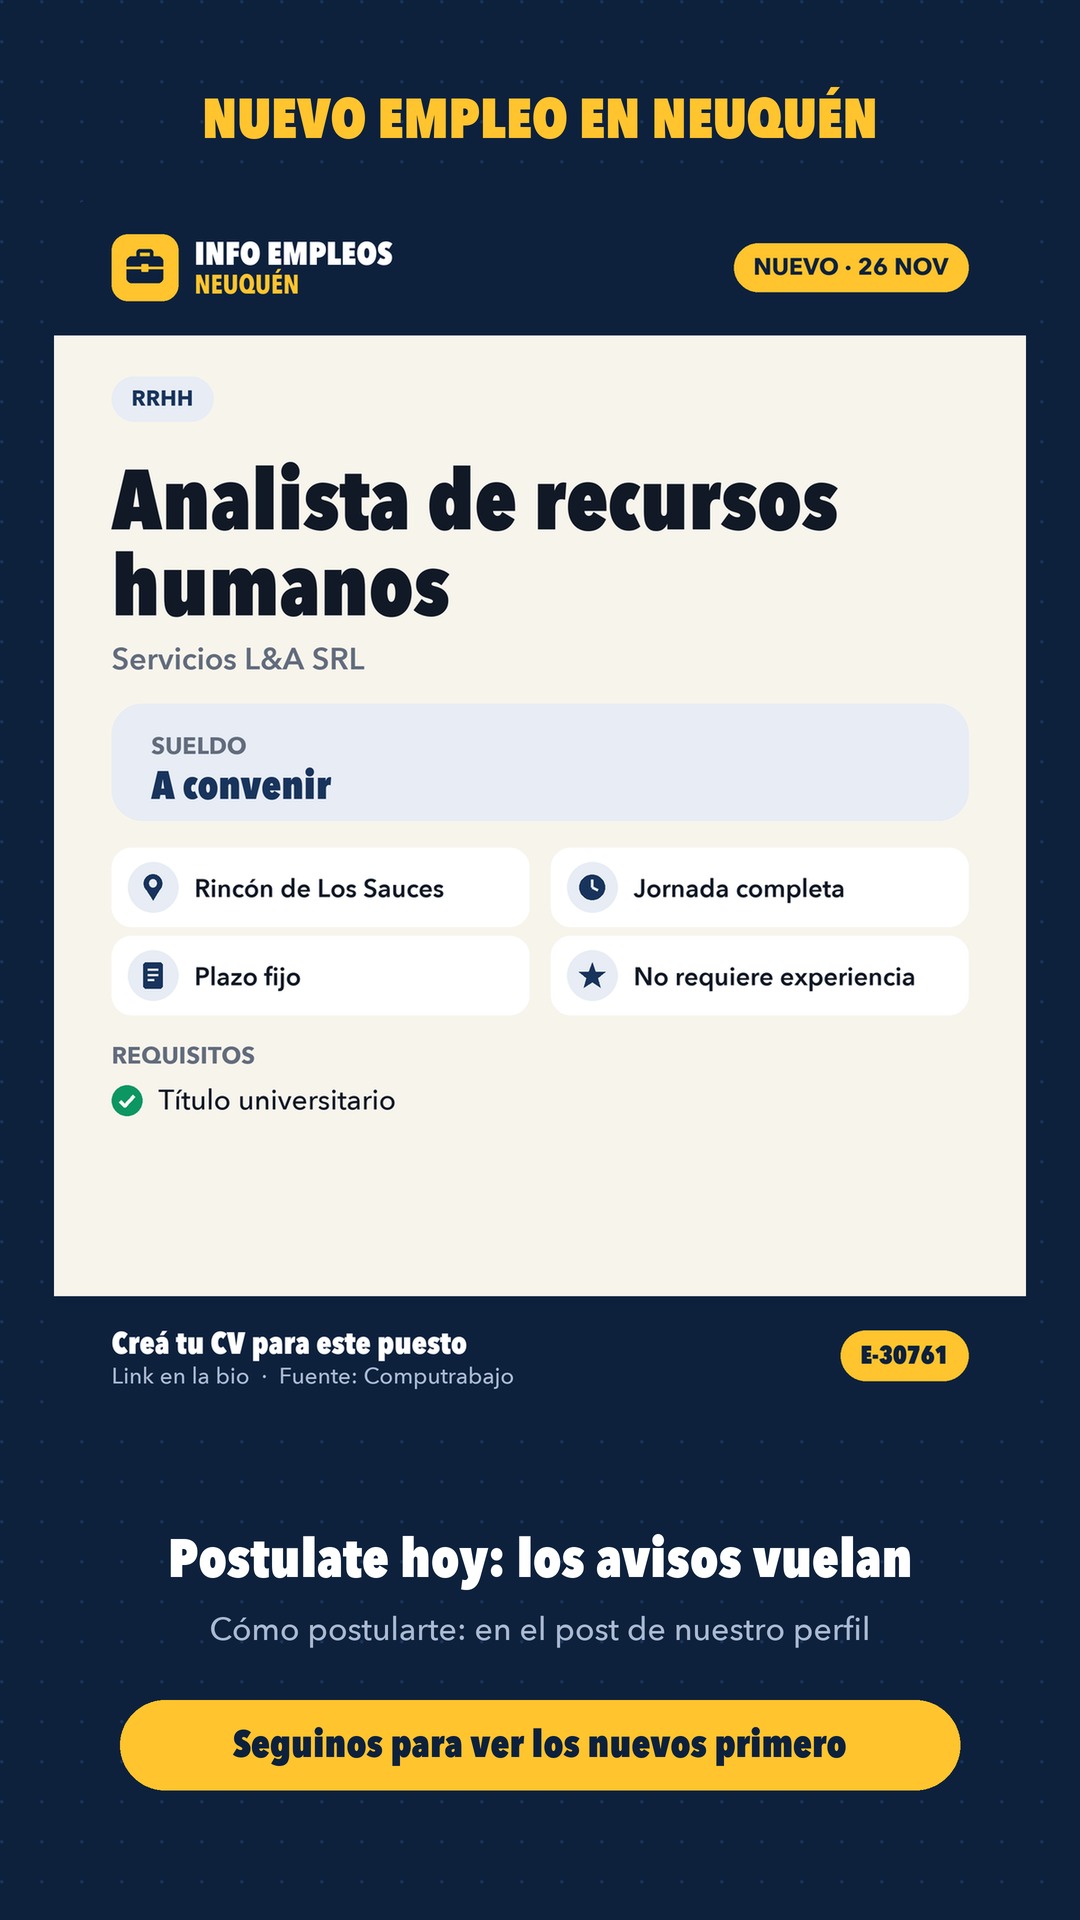 NUEVO EMPLEO EN NEUQUÉN
INFO EMPLEOS
NEUQUÉN
NUEVO · 26 NOV
RRHH
Analista de recursos
humanos
Servicios L&A SRL
SUELDO
A convenir
Rincón de Los Sauces
Jornada completa
Plazo fijo
No requiere experiencia
REQUISITOS
Título universitario
Creá tu CV para este puesto
Link en la bio · Fuente: Computrabajo
E-30761
Postulate hoy: los avisos vuelan
Cómo postularte: en el post de nuestro perfil
Seguinos para ver los nuevos primero